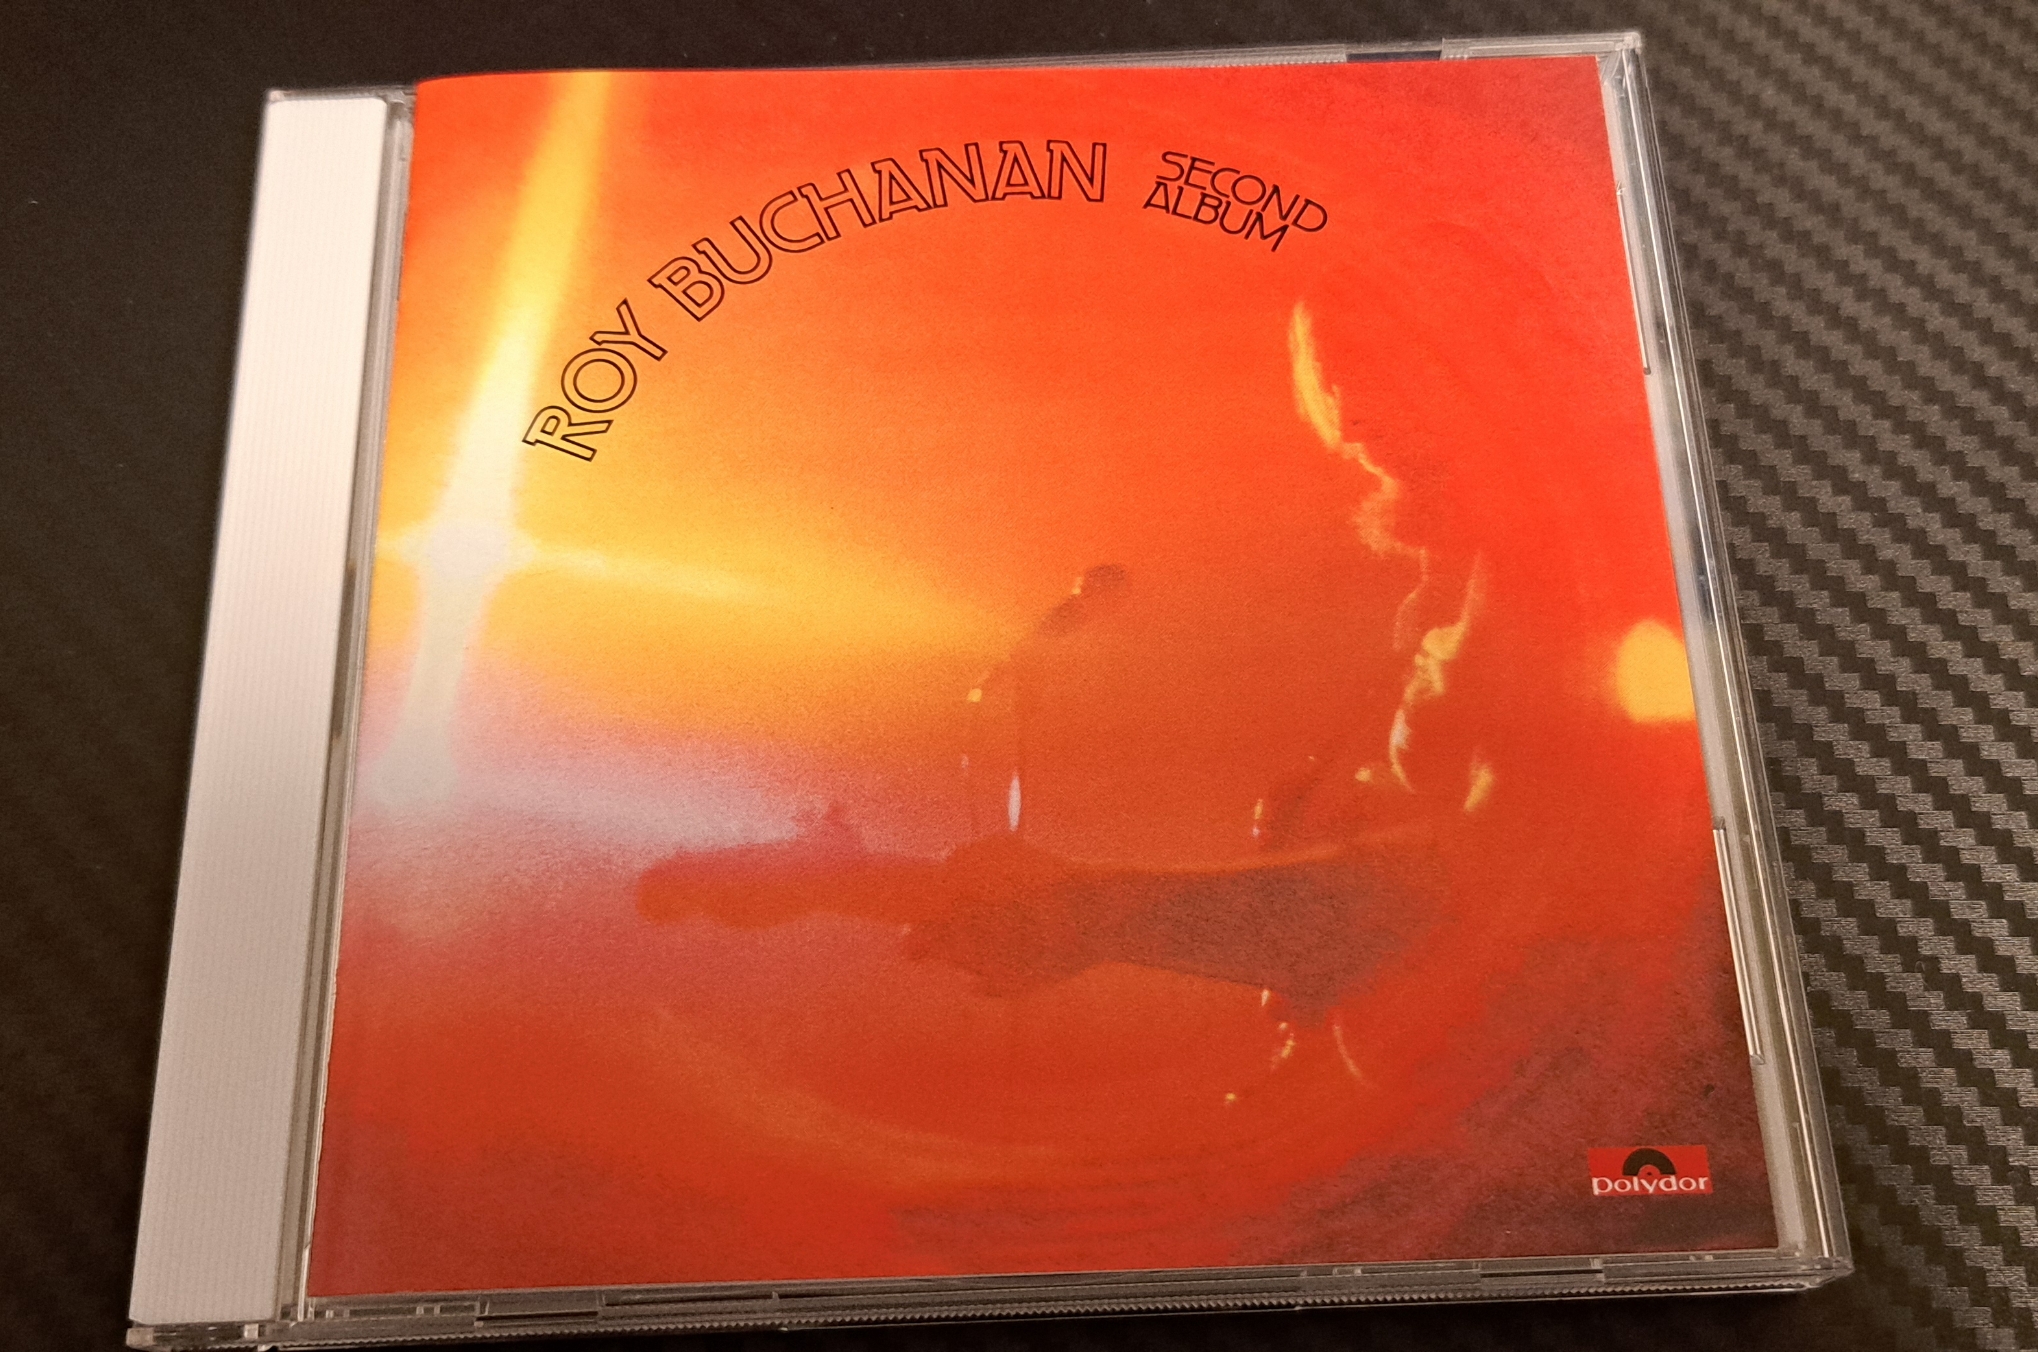 ROY BUCHANAN
SECOND
ALBUM
polydor